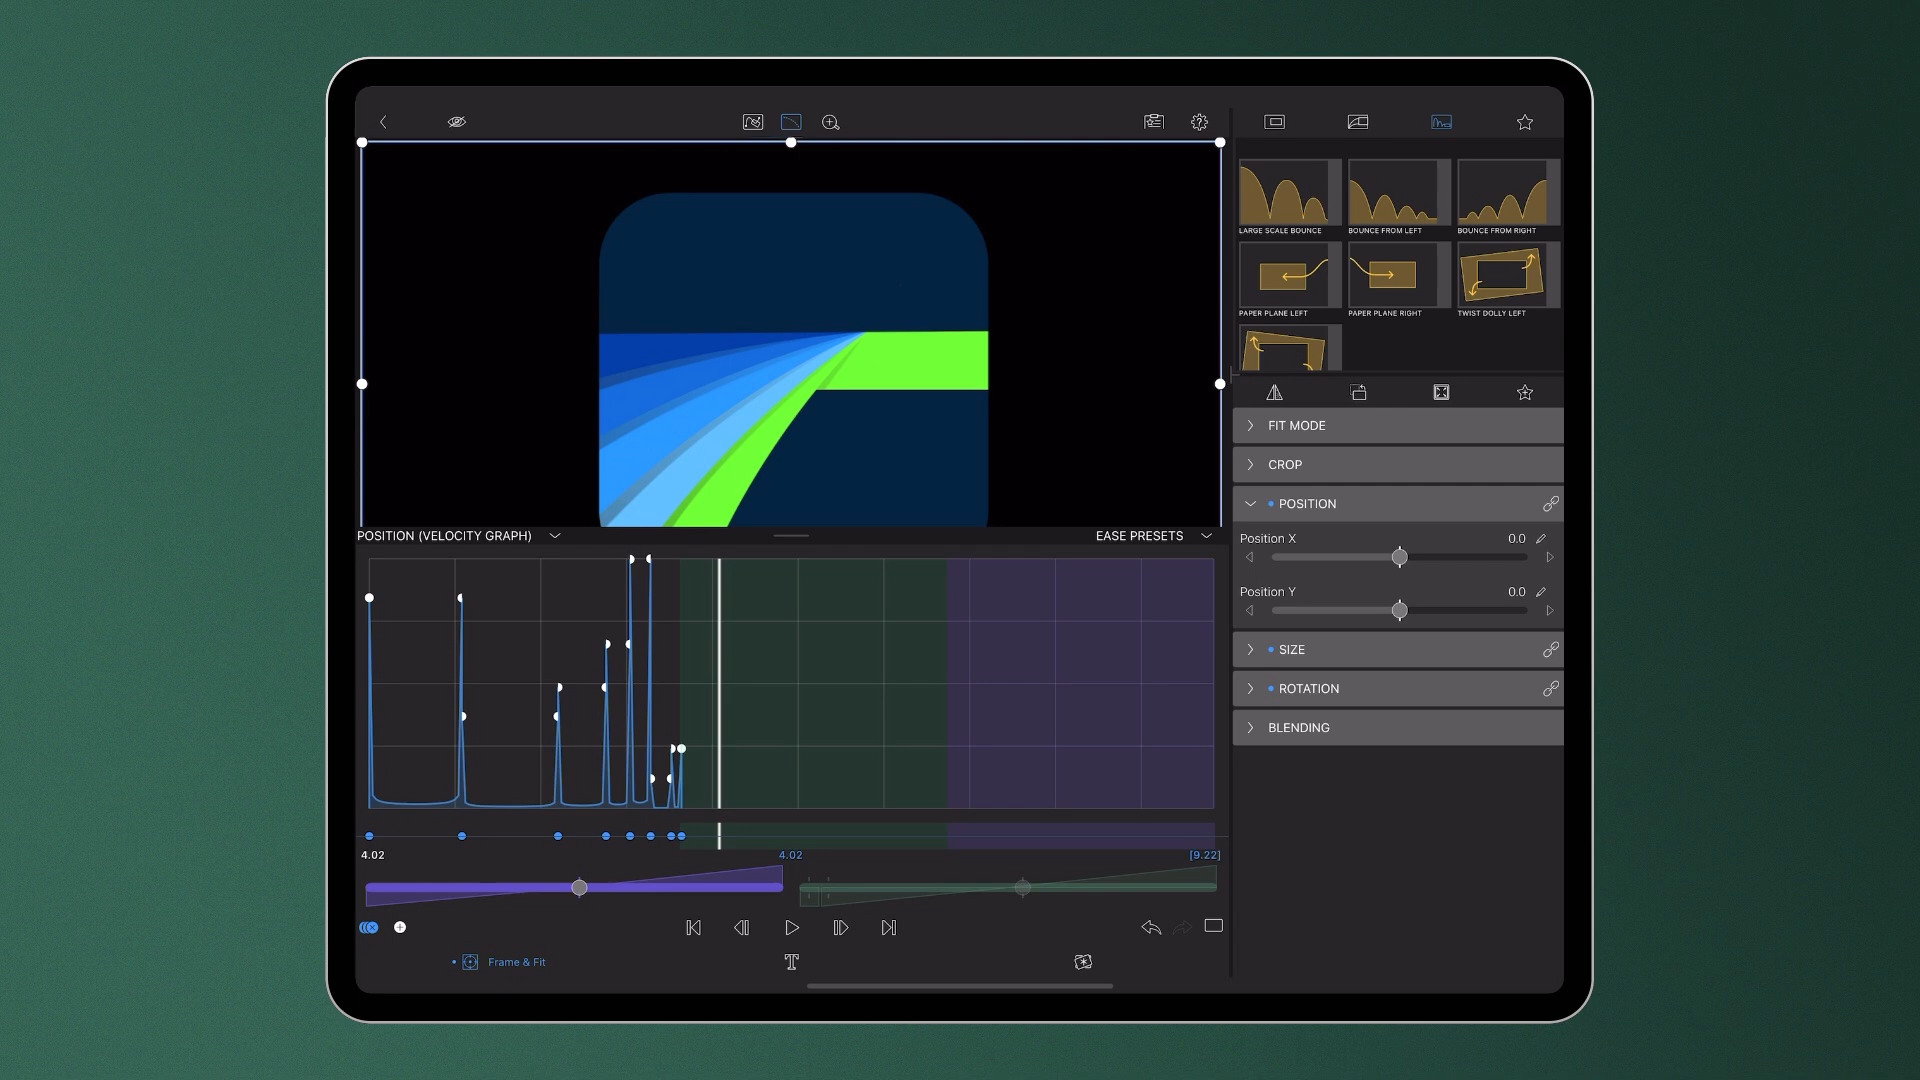 LARGE SCALE BOUNCE
BOUNCE FROM LEFT
BOUNCE FROM RIGHT
PAPER PLANE LEFT
PAPER PLANE RIGHT
TWIST DOLLY LEFT
FIT MODE
CROP
POSITION
Position X 0.0
Position Y 0.0
SIZE
ROTATION
BLENDING
POSITION (VELOCITY GRAPH)
EASE PRESETS
4.02
4.02
[9.22]
Frame & Fit